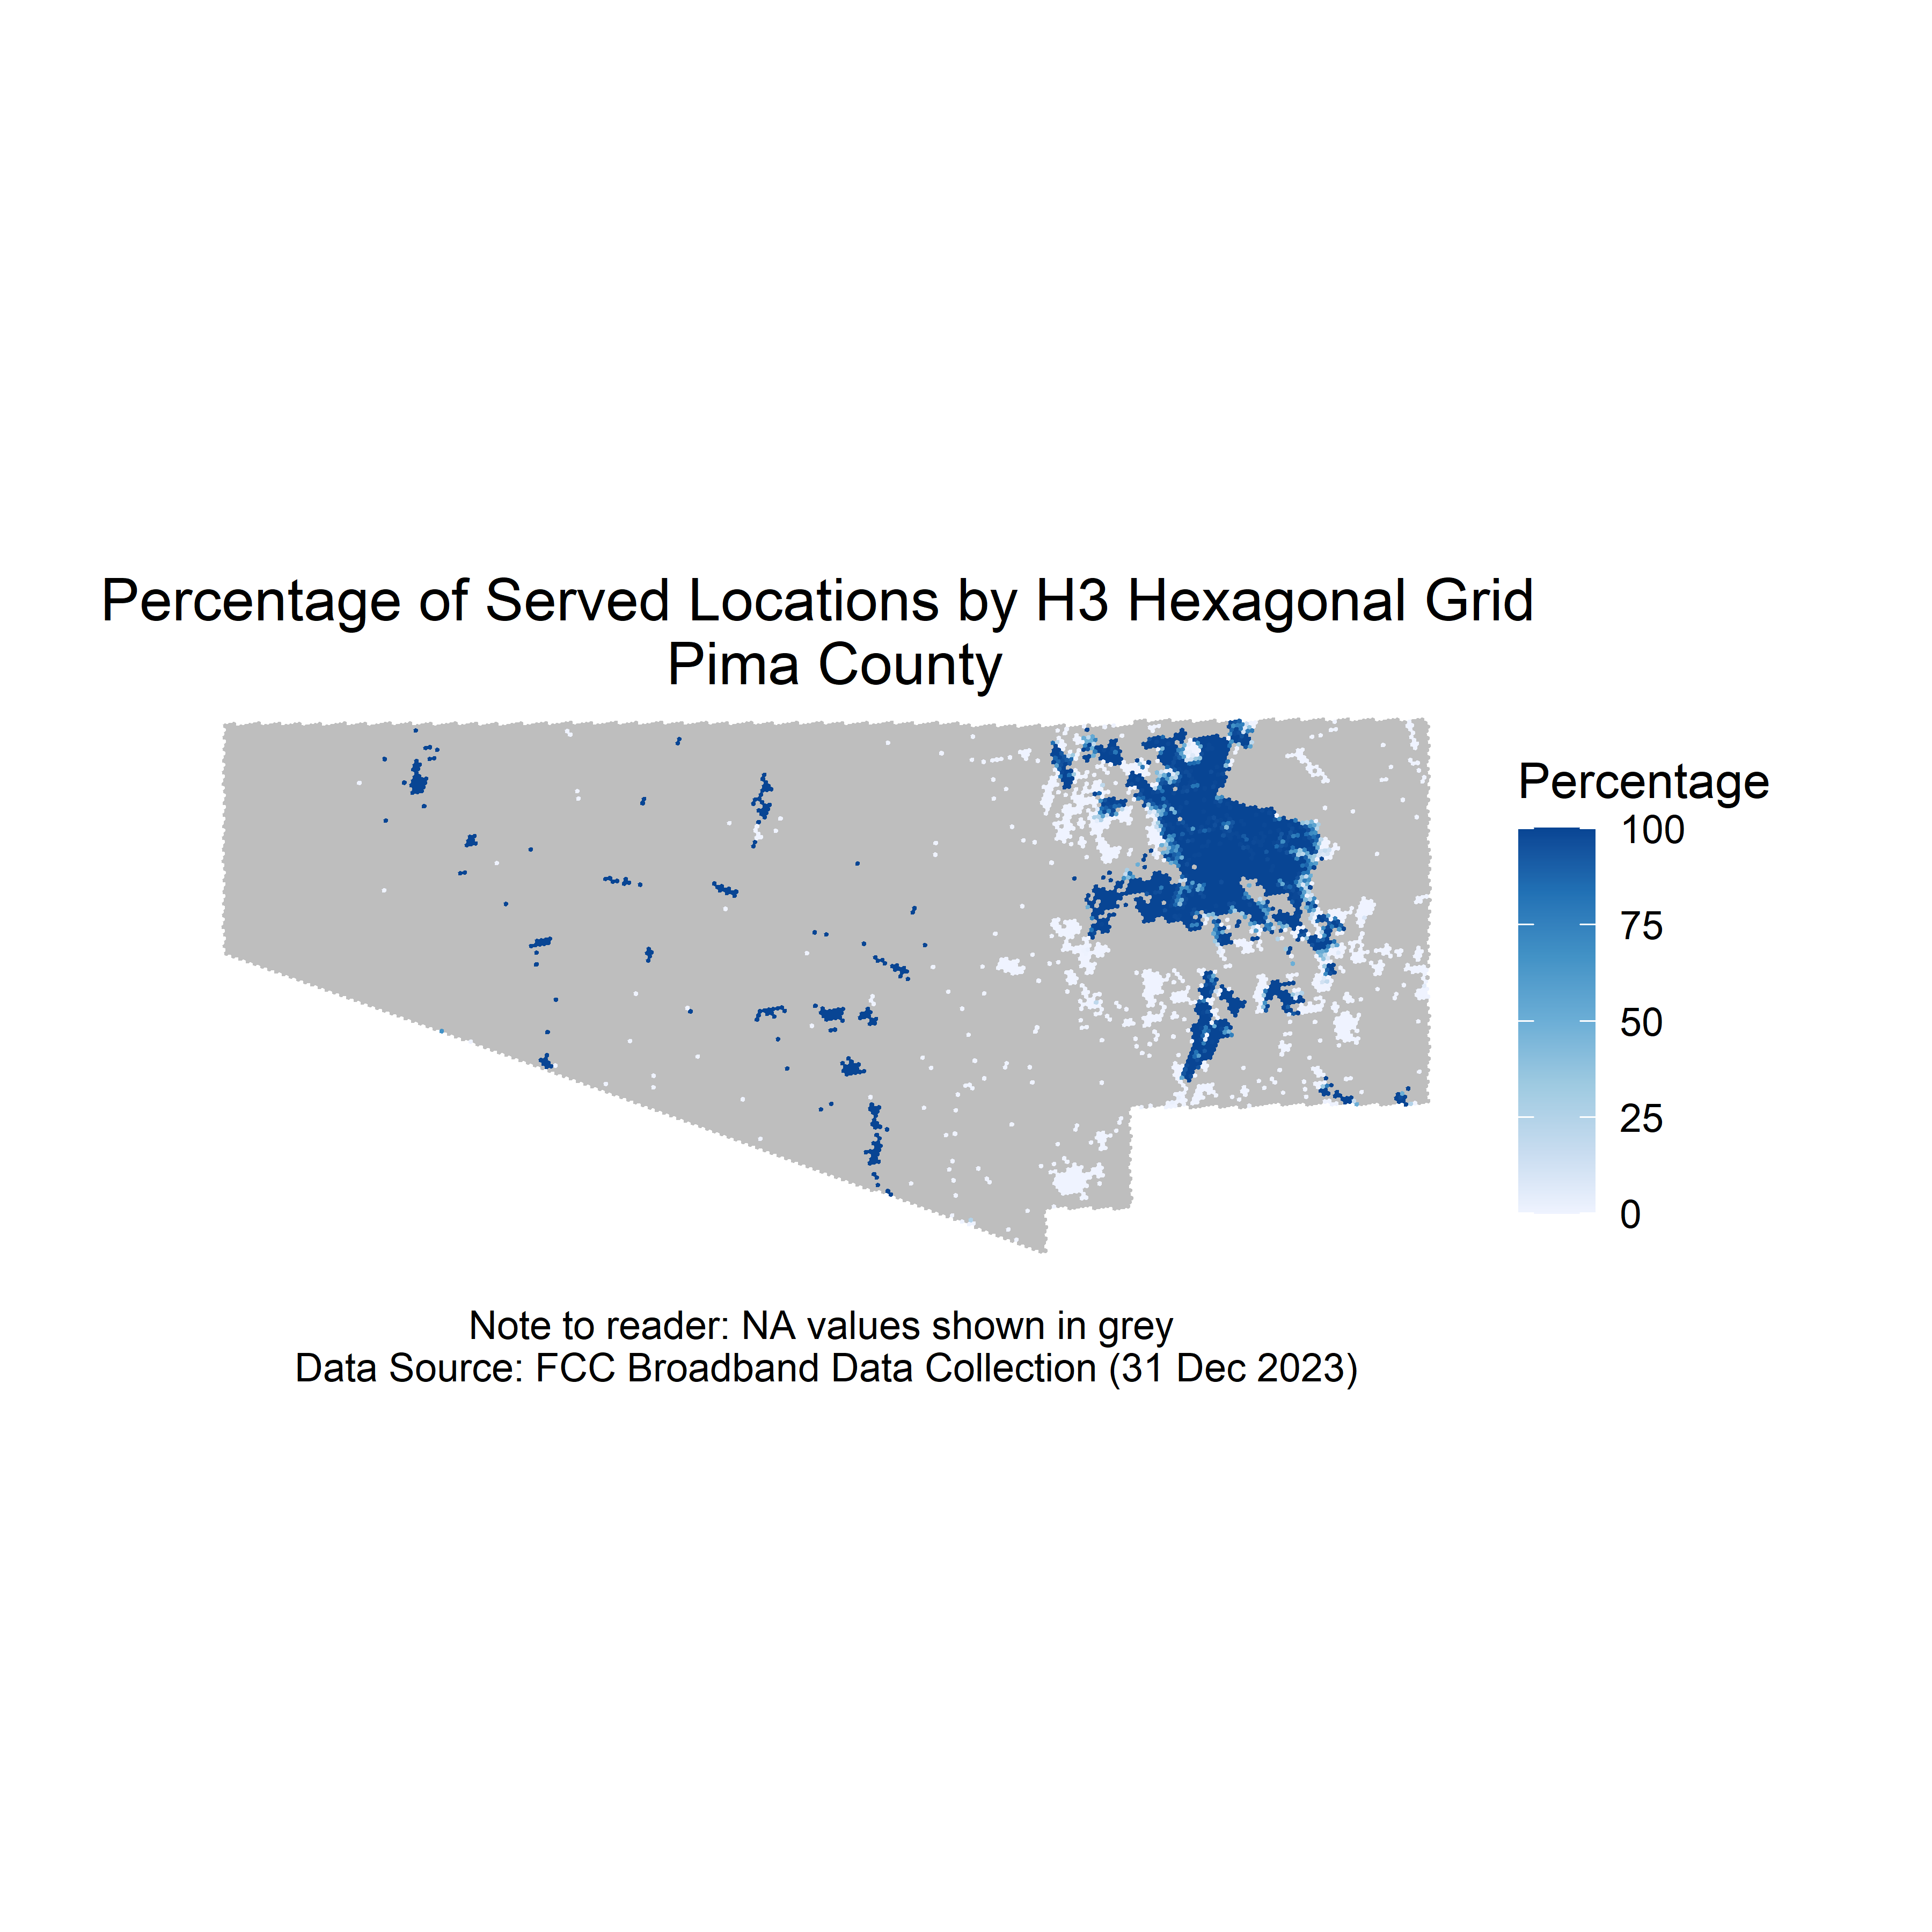 Percentage of Served Locations by H3 Hexagonal Grid
Pima County
Percentage
100
75
50
25
0
Note to reader: NA values shown in grey
Data Source: FCC Broadband Data Collection (31 Dec 2023)